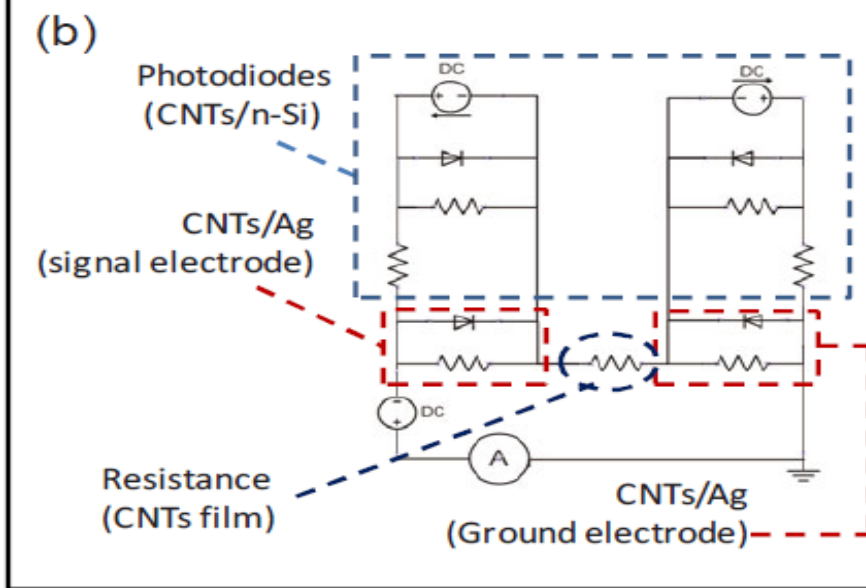 (b)
Photodiodes
(CNTs/n-Si)
DC
DC
+ -
- +
CNTs/Ag
(signal electrode)
-
+
DC
A
Resistance
(CNTs film)
CNTs/Ag
(Ground electrode)